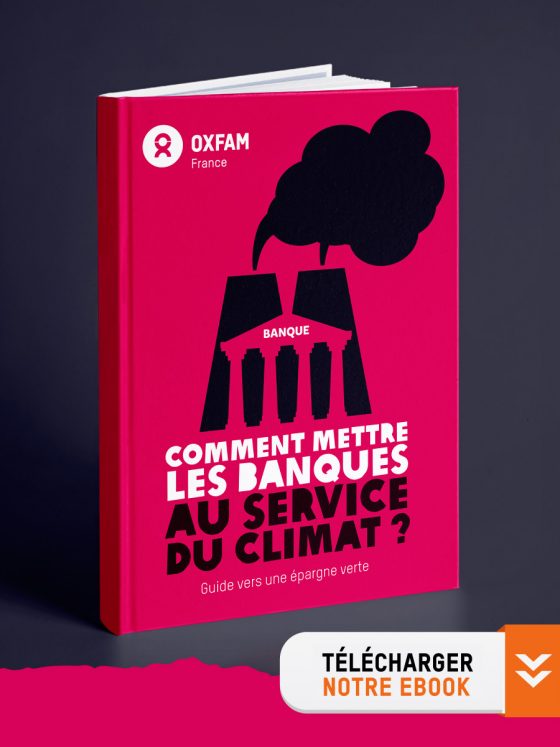 OXFAM
France
BANQUE
COMMENT METTRE
LES BANQUES
AU SERVICE
DU CLIMAT ?
Guide vers une épargne verte
TÉLÉCHARGER
NOTRE EBOOK